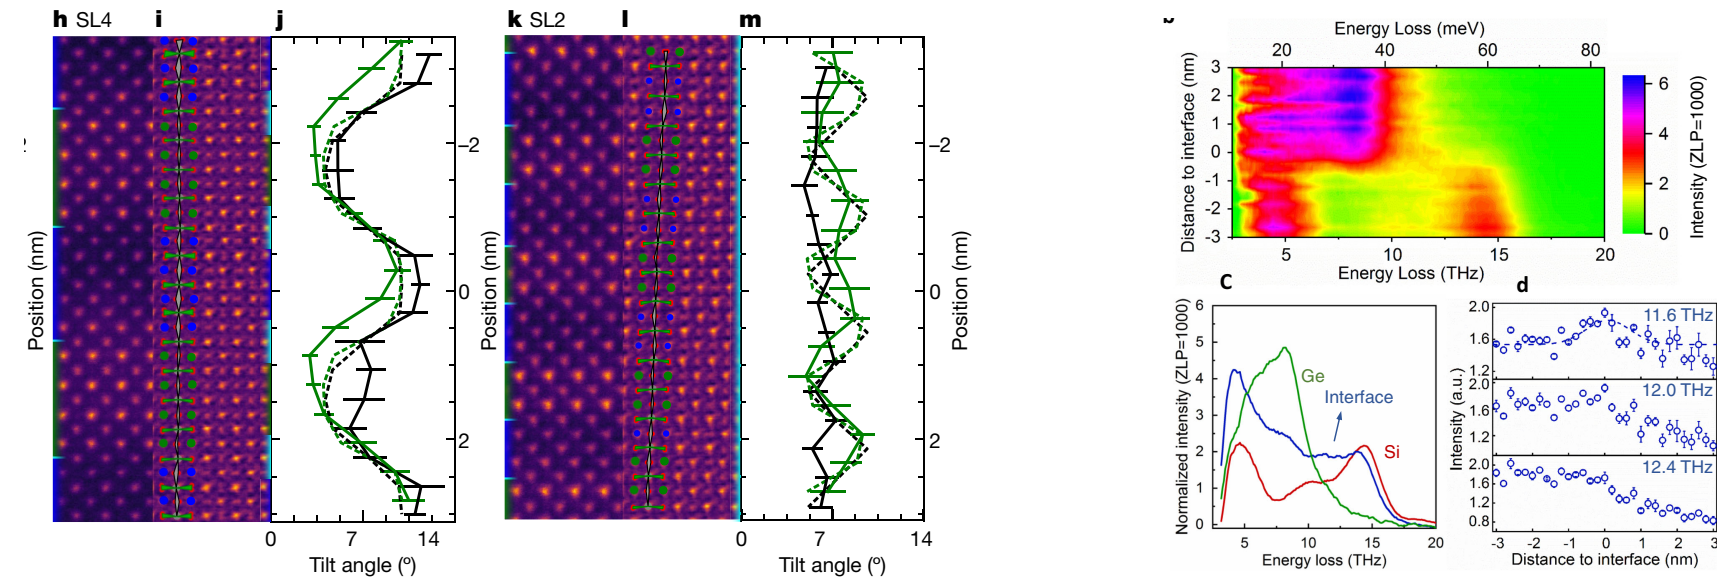 h SL4 i j
Position (nm)
-2
0
2
0 7 14
Tilt angle (º)
k SL2 l m
Position (nm)
-2
0
2
0 7 14
Tilt angle (º)
Position (nm)
Energy Loss (meV)
20 40 60 80
Distance to interface (nm)
3
2
1
0
-1
-2
-3
5 10 15 20
Energy Loss (THz)
6
4
2
0
Intensity (ZLP=1000)
C
Normalized intensity (ZLP=1000)
6
5
4
3
2
1
0
Ge
Interface
Si
5 10 15 20
Energy loss (THz)
d
Intensity (a.u.)
2.0
1.6
1.2
11.6 THz
2.0
1.6
1.2
12.0 THz
2.0
1.6
1.2
0.8
12.4 THz
-3 -2 -1 0 1 2 3
Distance to interface (nm)